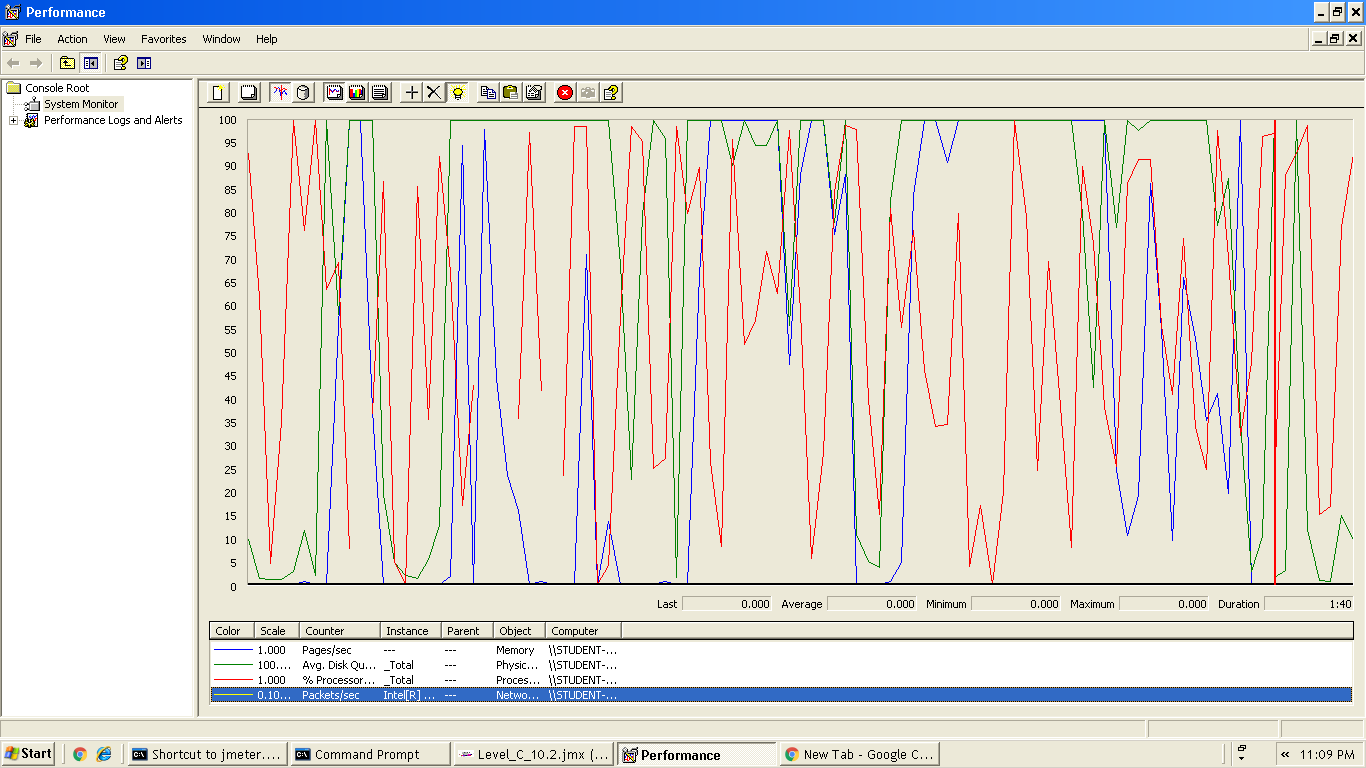 Performance
File Action View Favorites Window Help
Console Root
System Monitor
Performance Logs and Alerts
100
95
90
85
80
75
70
65
60
55
50
45
40
35
30
25
20
15
10
5
0
Last 0.000 Average 0.000 Minimum 0.000 Maximum 0.000 Duration 1:40
Color Scale Counter Instance Parent Object Computer
1.000 Pages/sec --- --- Memory \\STUDENT-...
100.... Avg. Disk Qu... _Total --- Physic... \\STUDENT-...
1.000 % Processor... _Total --- Proces... \\STUDENT-...
0.10... Packets/sec Intel[R] ... --- Netwo... \\STUDENT-...
Start Shortcut to jmeter.... Command Prompt Level_C_10.2.jmx (... Performance New Tab - Google C... « 11:09 PM